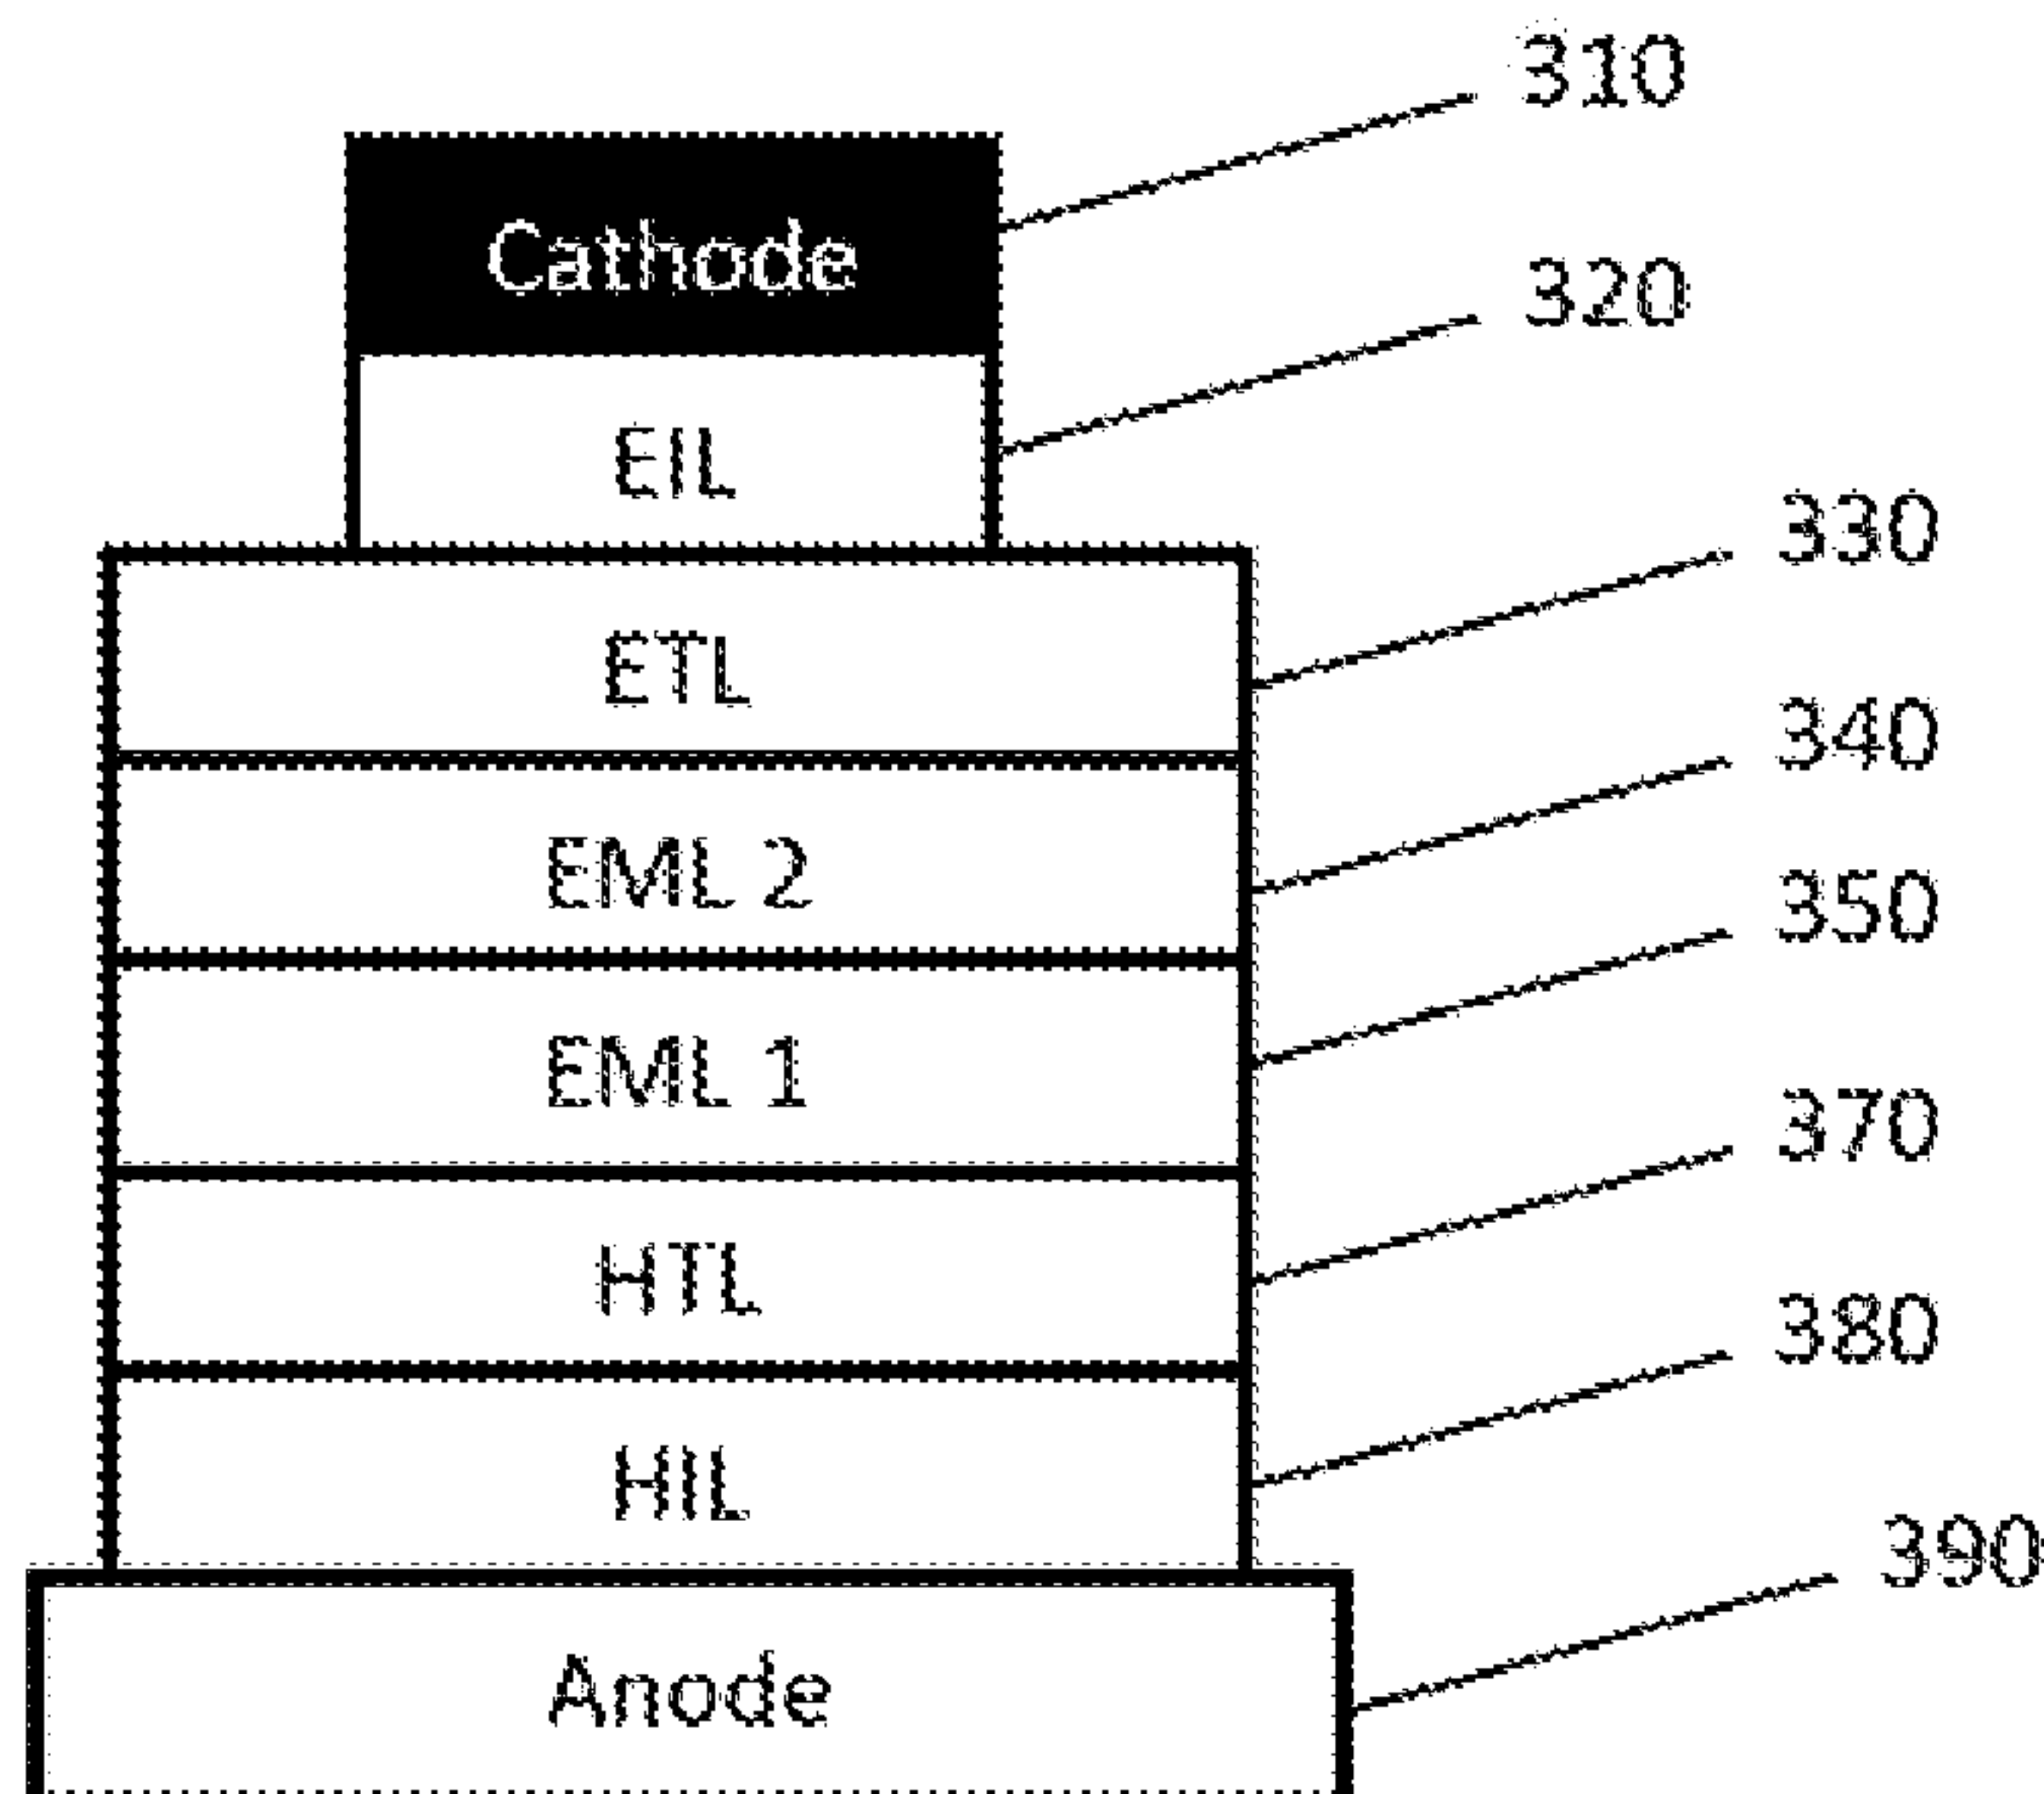 310
Cathode
320
EIL
330
ETL
340
EML 2
350
EML 1
370
HTL
380
HIL
390
Anode